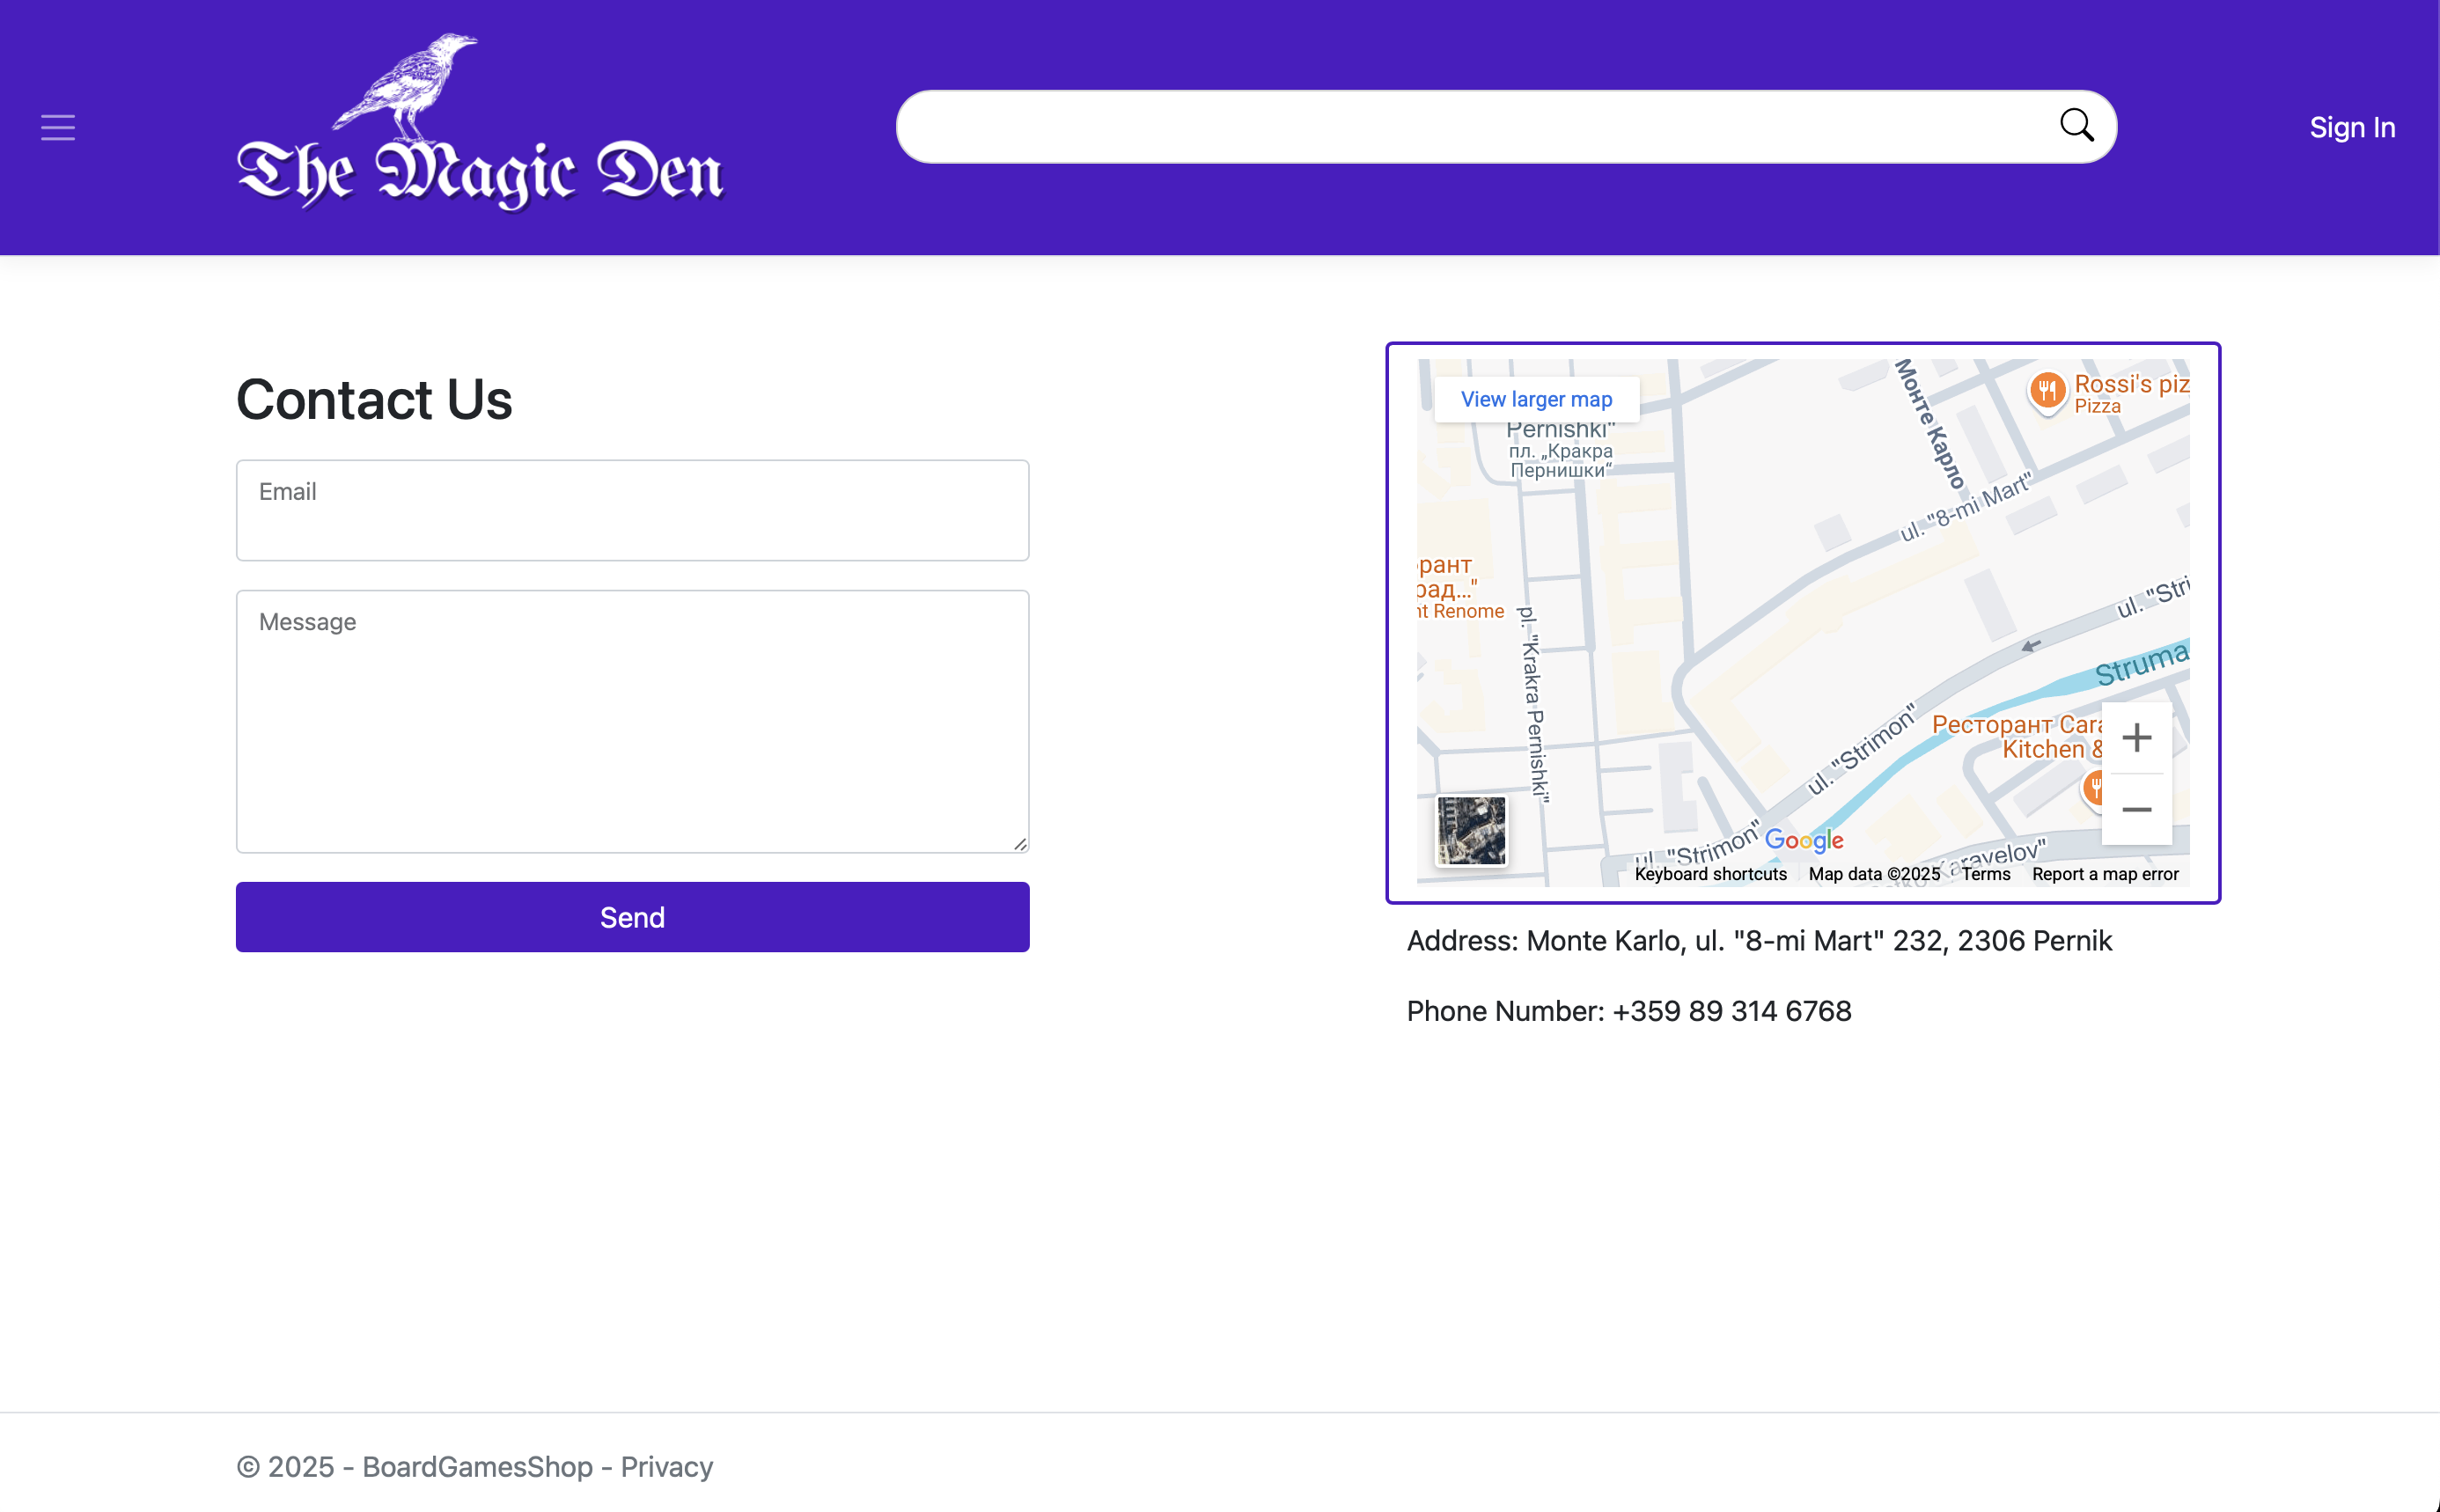 The Magic Den
Sign In
Contact Us
Email
Message
Send
View larger map
Pernishki"
пл. „Кракра
Пернишки“
Монте Карло
Rossi's piz
Pizza
ul. "8-mi Mart"
рант
рад..."
nt Renome
pl. "Krakra Pernishki"
ul. "Stri
Struma
ul. "Strimon"
Ресторант Cara
Kitchen &
ul. "Strimon"
Google
Karavelov"
Keyboard shortcuts Map data ©2025 Terms Report a map error
Address: Monte Karlo, ul. "8-mi Mart" 232, 2306 Pernik
Phone Number: +359 89 314 6768
© 2025 - BoardGamesShop - Privacy